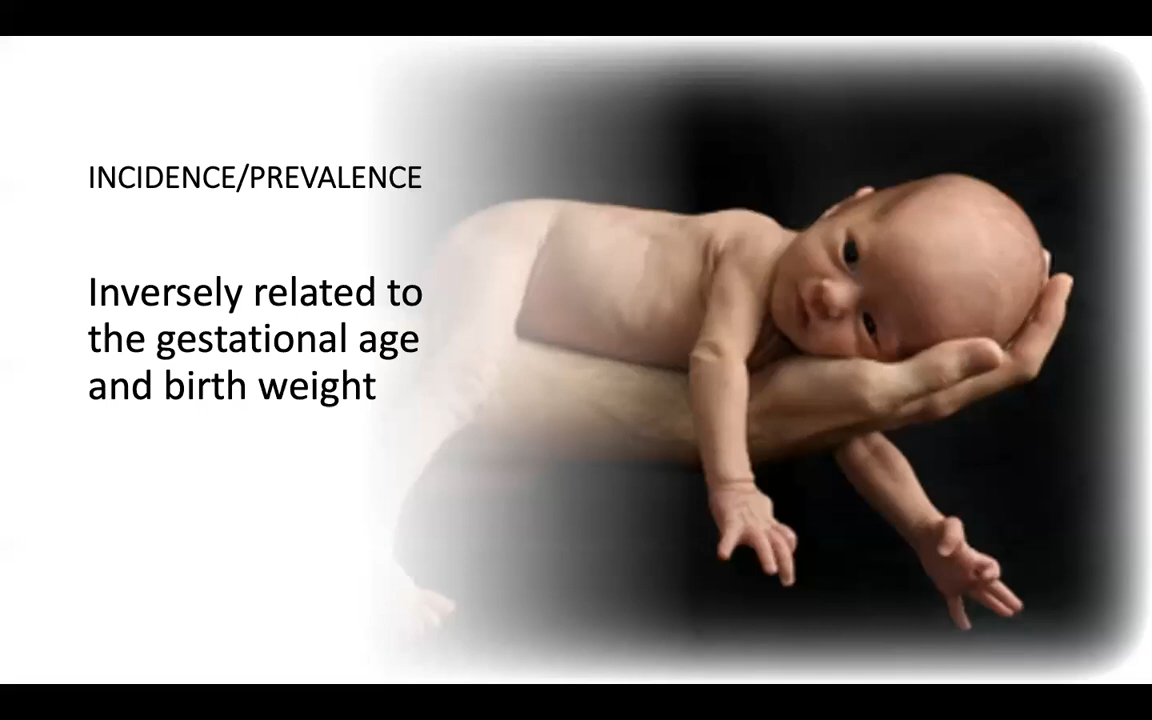 INCIDENCE/PREVALENCE
Inversely related to
the gestational age
and birth weight